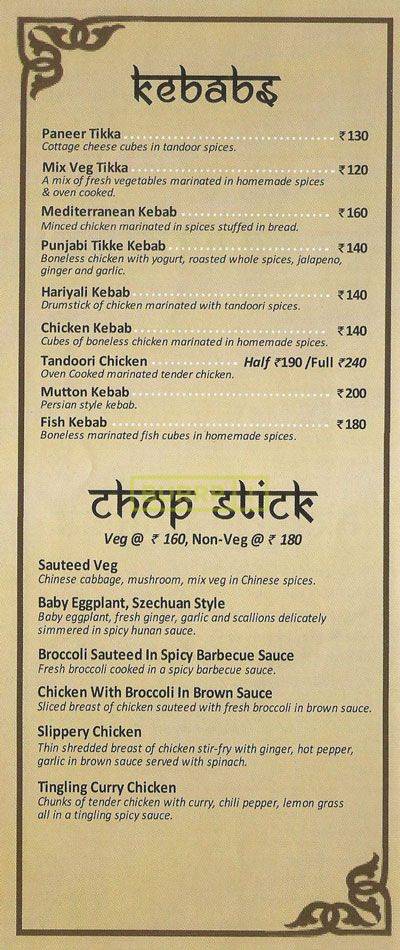 Kebabs
Paneer Tikka ₹130
Cottage cheese cubes in tandoor spices.
Mix Veg Tikka ₹120
A mix of fresh vegetables marinated in homemade spices
& oven cooked.
Mediterranean Kebab ₹160
Minced chicken marinated in spices stuffed in bread.
Punjabi Tikke Kebab ₹140
Boneless chicken with yogurt, roasted whole spices, jalapeno,
ginger and garlic.
Hariyali Kebab ₹140
Drumstick of chicken marinated with tandoori spices.
Chicken Kebab ₹140
Cubes of boneless chicken marinated in homemade spices.
Tandoori Chicken Half ₹190 /Full ₹240
Oven Cooked marinated tender chicken.
Mutton Kebab ₹200
Persian style kebab.
Fish Kebab ₹180
Boneless marinated fish cubes in homemade spices.
Chop Stick
Veg @ ₹ 160, Non-Veg @ ₹ 180
Sauteed Veg
Chinese cabbage, mushroom, mix veg in Chinese spices.
Baby Eggplant, Szechuan Style
Baby eggplant, fresh ginger, garlic and scallions delicately
simmered in spicy hunan sauce.
Broccoli Sauteed In Spicy Barbecue Sauce
Fresh broccoli cooked in a spicy barbecue sauce.
Chicken With Broccoli In Brown Sauce
Sliced breast of chicken sauteed with fresh broccoli in brown sauce.
Slippery Chicken
Thin shredded breast of chicken stir-fry with ginger, hot pepper,
garlic in brown sauce served with spinach.
Tingling Curry Chicken
Chunks of tender chicken with curry, chili pepper, lemon grass
all in a tingling spicy sauce.